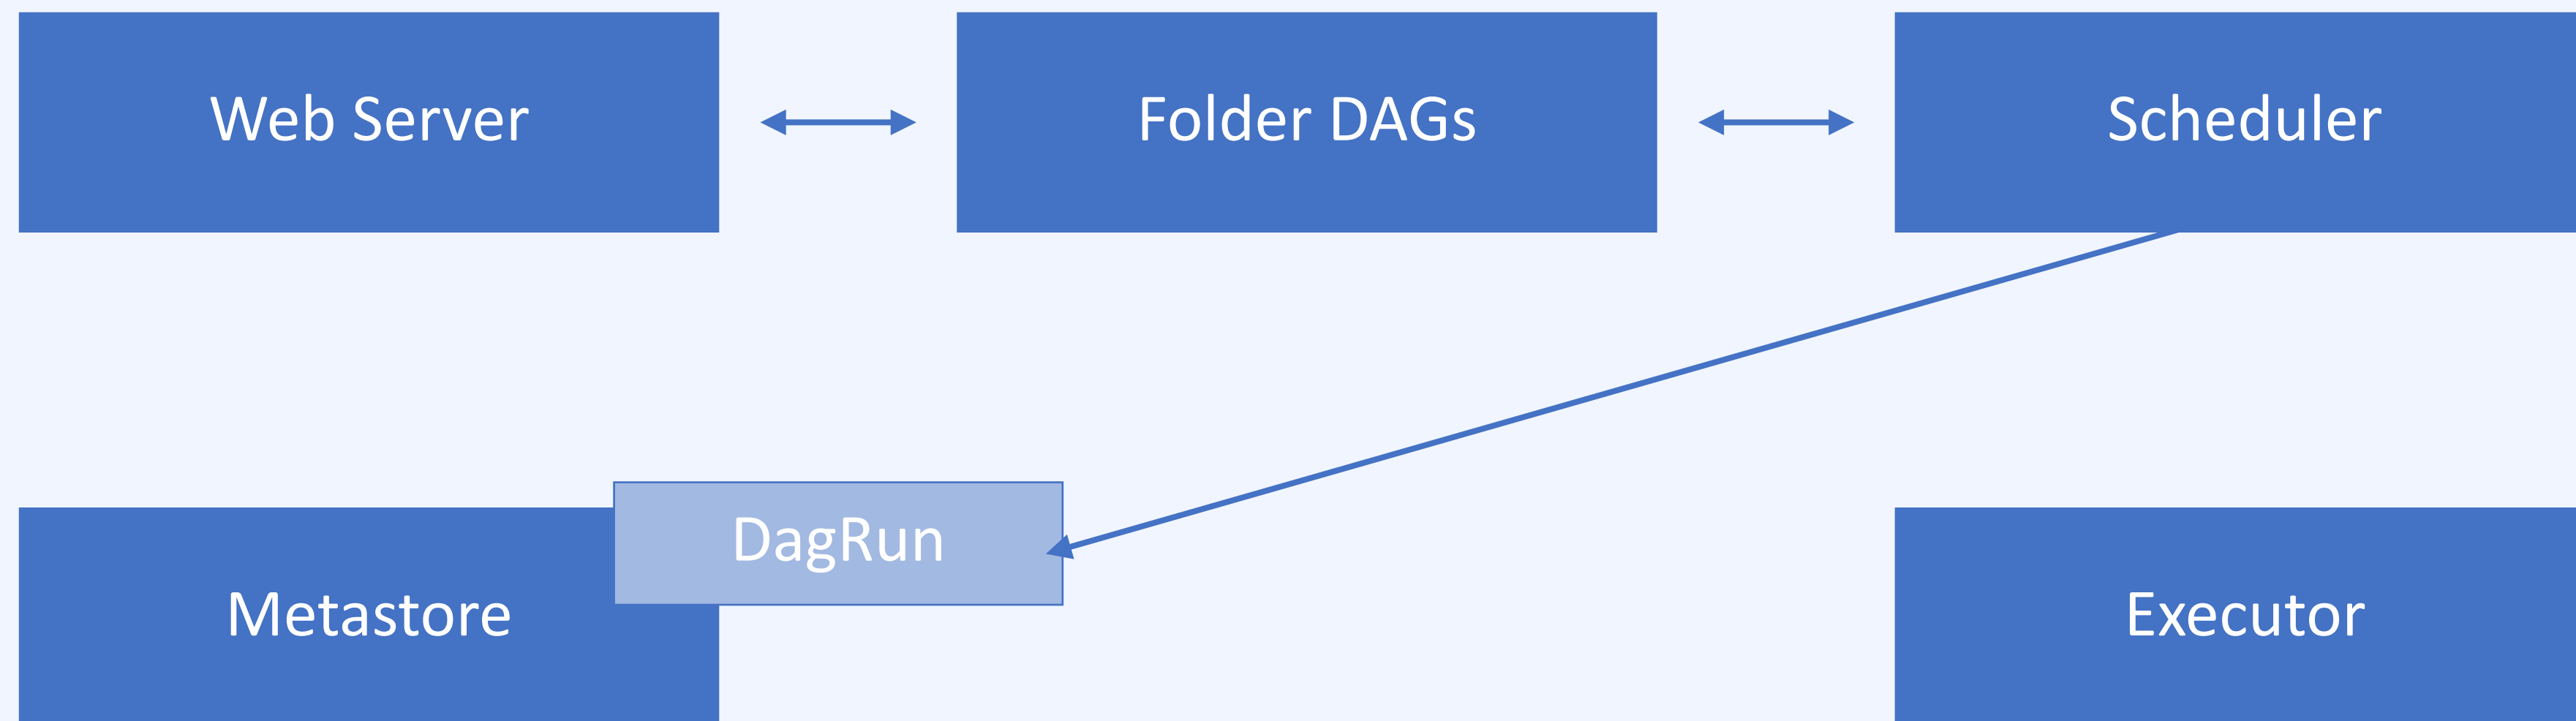 Web Server
Folder DAGs
Scheduler
DagRun
Metastore
Executor